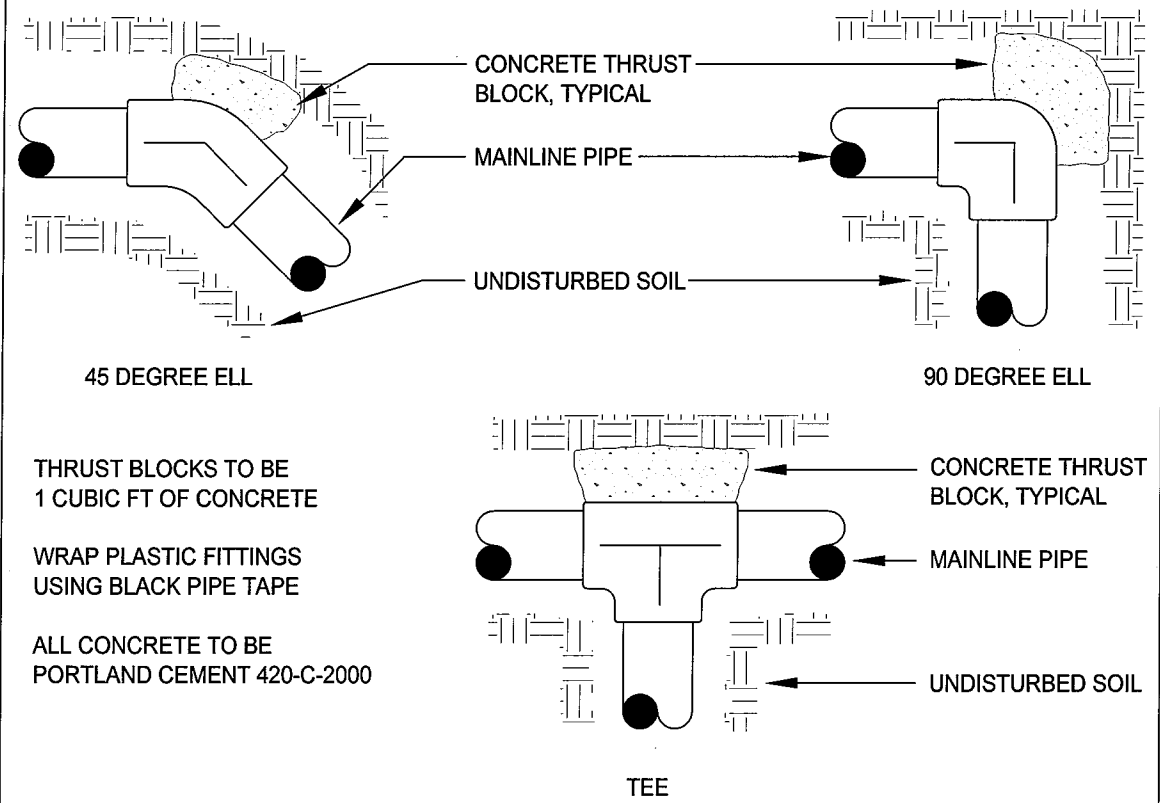 CONCRETE THRUST
BLOCK, TYPICAL
MAINLINE PIPE
UNDISTURBED SOIL
45 DEGREE ELL
90 DEGREE ELL
THRUST BLOCKS TO BE
1 CUBIC FT OF CONCRETE
WRAP PLASTIC FITTINGS
USING BLACK PIPE TAPE
ALL CONCRETE TO BE
PORTLAND CEMENT 420-C-2000
CONCRETE THRUST
BLOCK, TYPICAL
MAINLINE PIPE
UNDISTURBED SOIL
TEE